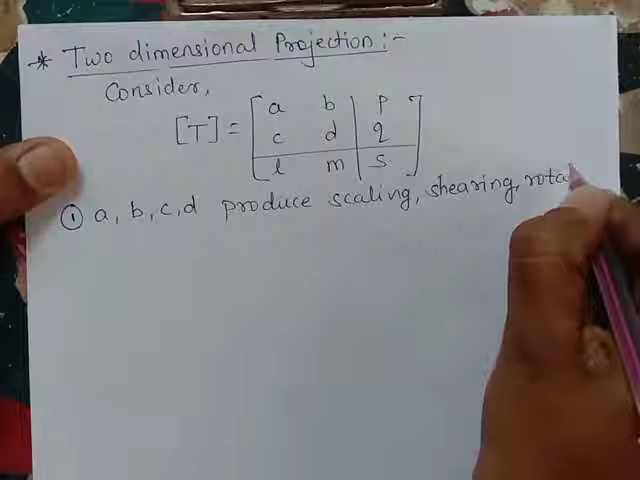 * Two dimensional Projection :-
Consider,
[T] = [ a b | p
c d | q
l m | s ]
① a, b, c, d produce scaling, shearing, rota